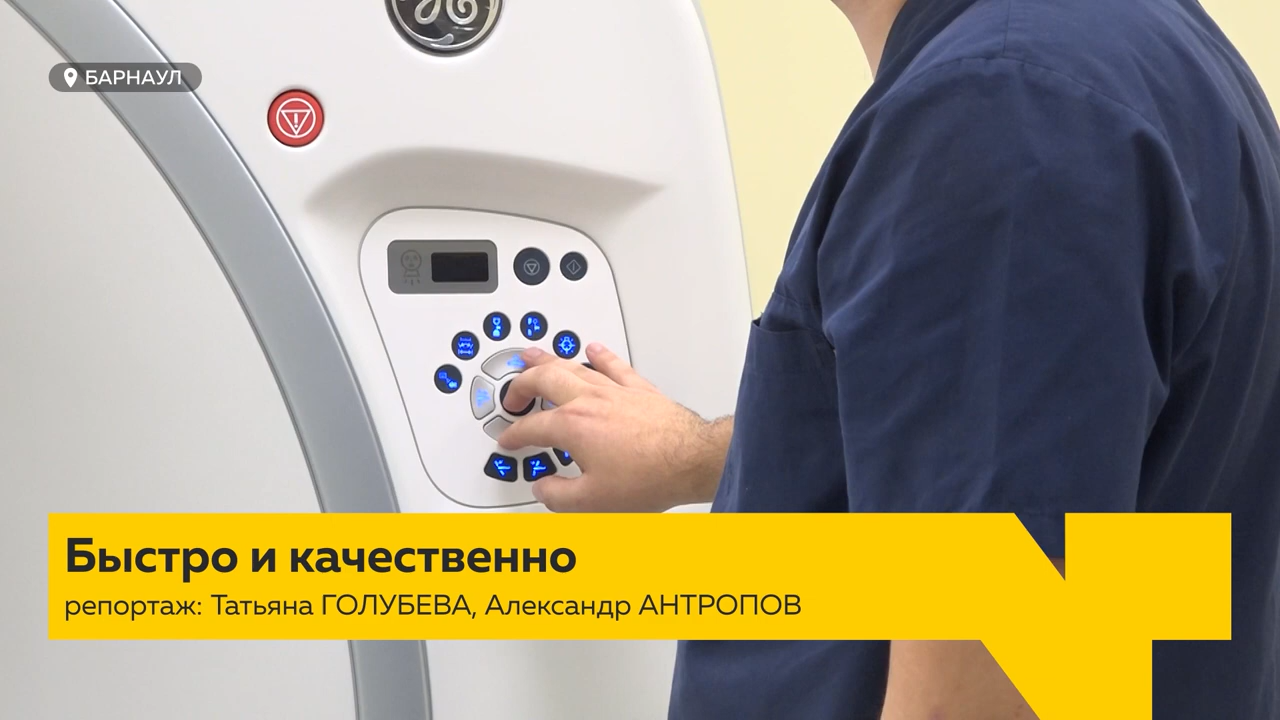 БАРНАУЛ
Быстро и качественно
репортаж: Татьяна ГОЛУБЕВА, Александр АНТРОПОВ